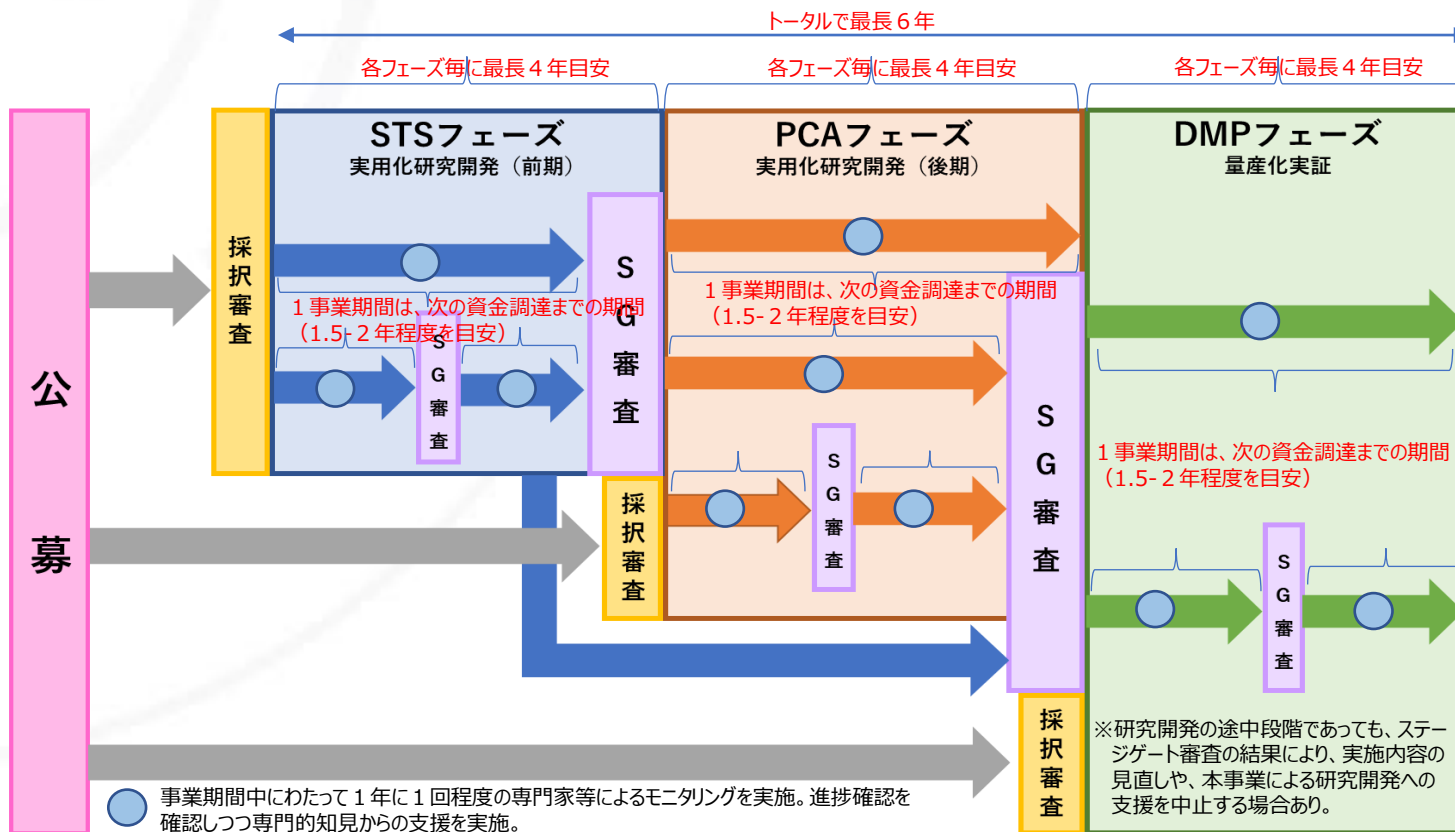 トータルで最長６年
各フェーズ毎に最長４年目安
各フェーズ毎に最長４年目安
各フェーズ毎に最長４年目安
公募
採択審査
STSフェーズ
実用化研究開発（前期）
１事業期間は、次の資金調達までの期間
（1.5-２年程度を目安）
SG審査
SG審査
採択審査
PCAフェーズ
実用化研究開発（後期）
１事業期間は、次の資金調達までの期間
（1.5-２年程度を目安）
SG審査
SG審査
採択審査
DMPフェーズ
量産化実証
１事業期間は、次の資金調達までの期間
（1.5-２年程度を目安）
SG審査
※研究開発の途中段階であっても、ステー
ジゲート審査の結果により、実施内容の
見直しや、本事業による研究開発への
支援を中止する場合あり。
事業期間中にわたって１年に１回程度の専門家等によるモニタリングを実施。進捗確認を
確認しつつ専門的知見からの支援を実施。